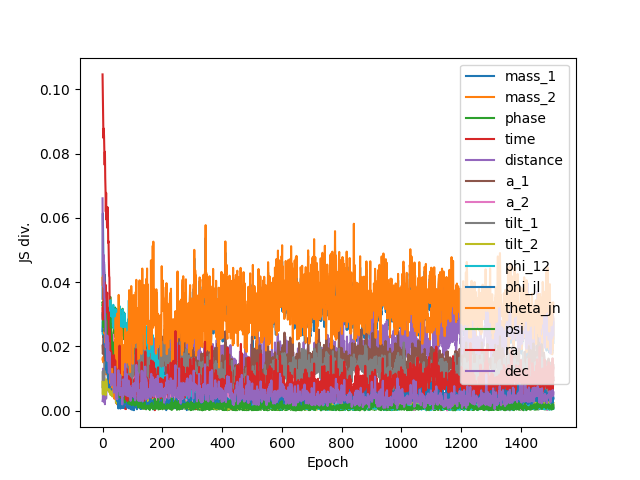 0.10
0.08
0.06
0.04
0.02
0.00
JS div.
0
200
400
600
800
1000
1200
1400
Epoch
mass_1
mass_2
phase
time
distance
a_1
a_2
tilt_1
tilt_2
phi_12
phi_jl
theta_jn
psi
ra
dec